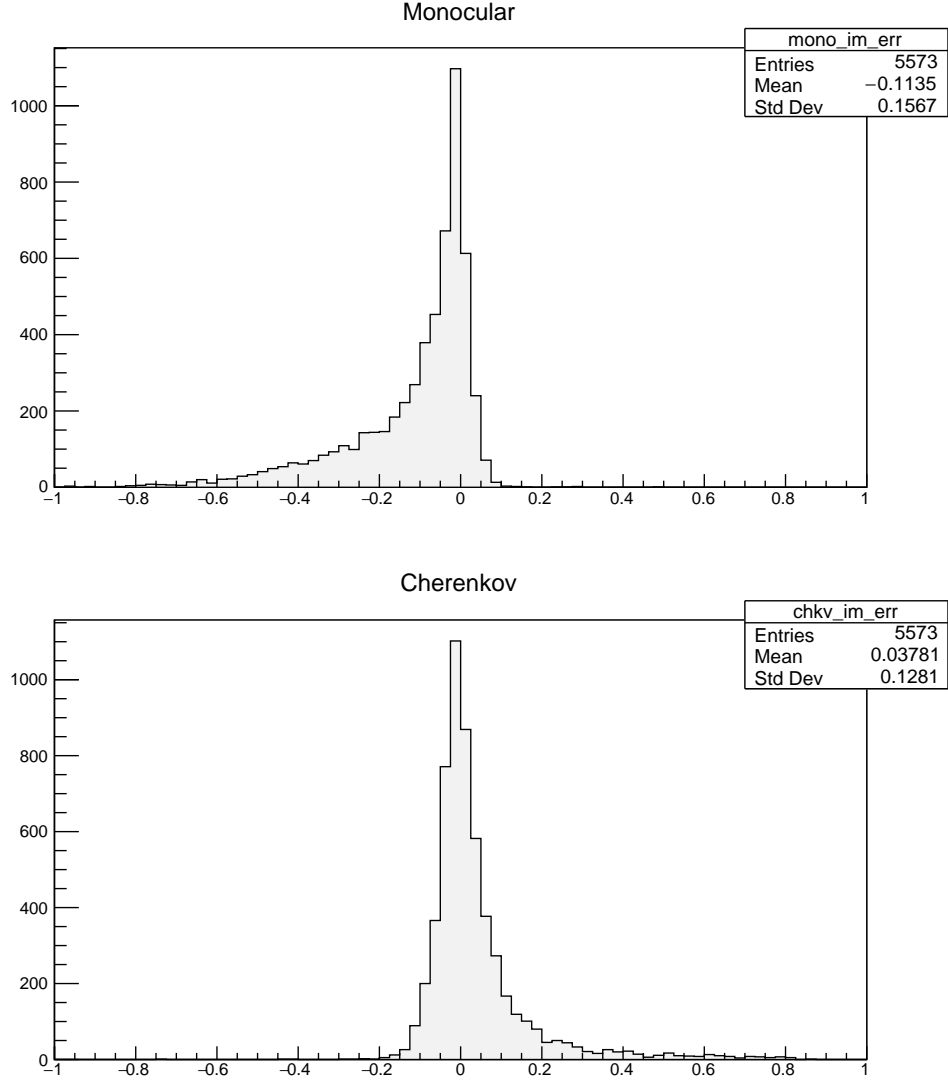 Monocular
mono_im_err
Entries 5573
Mean −0.1135
Std Dev 0.1567
1000
800
600
400
200
0
−1 −0.8 −0.6 −0.4 −0.2 0 0.2 0.4 0.6 0.8 1
Cherenkov
chkv_im_err
Entries 5573
Mean 0.03781
Std Dev 0.1281
1000
800
600
400
200
0
−1 −0.8 −0.6 −0.4 −0.2 0 0.2 0.4 0.6 0.8 1